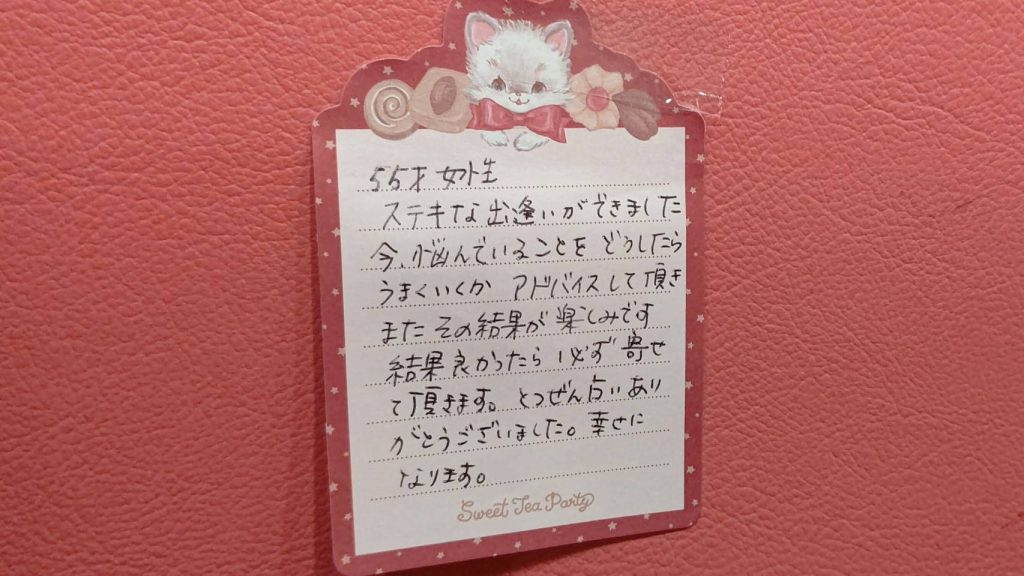 55才 女性
ステキな出逢いができました
今、悩んでいることを どうしたら
うまくいくか アドバイスして頂き
また その結果が楽しみです
結果良かったら 必ず寄せ
て頂きます。とつぜん占いあり
がとうございました。幸せに
なります。
Sweet Tea Party